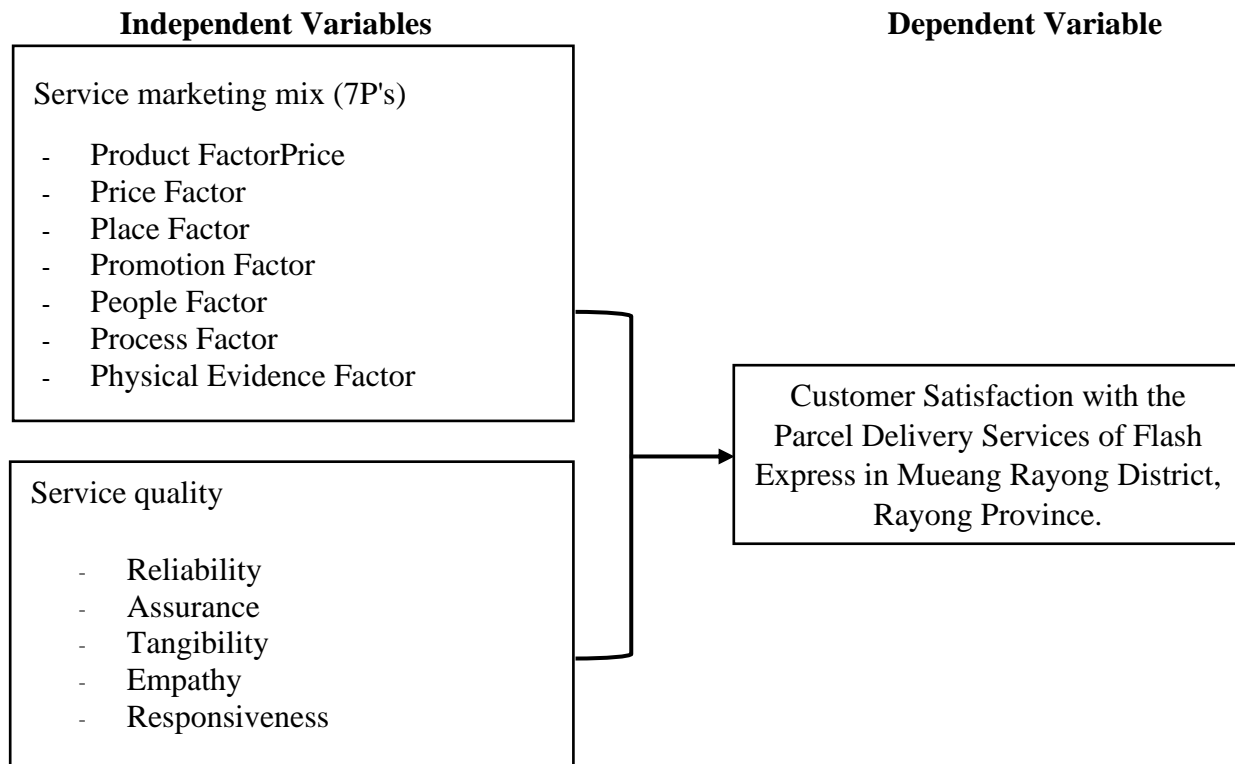 Independent Variables
Service marketing mix (7P's)
- Product FactorPrice
- Price Factor
- Place Factor
- Promotion Factor
- People Factor
- Process Factor
- Physical Evidence Factor
Service quality
- Reliability
- Assurance
- Tangibility
- Empathy
- Responsiveness
Dependent Variable
Customer Satisfaction with the
Parcel Delivery Services of Flash
Express in Mueang Rayong District,
Rayong Province.